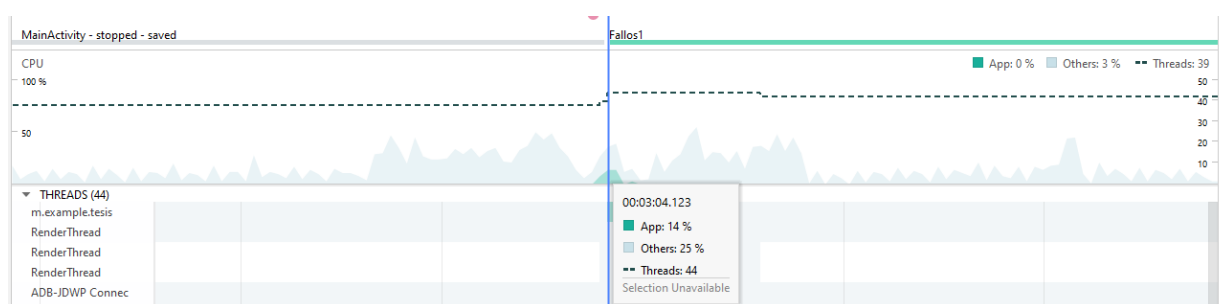 MainActivity - stopped - saved
Fallos1
CPU
App: 0 % Others: 3 % Threads: 39
100 %
50
50
40
30
20
10
THREADS (44)
m.example.tesis
RenderThread
RenderThread
RenderThread
ADB-JDWP Connec
00:03:04.123
App: 14 %
Others: 25 %
Threads: 44
Selection Unavailable